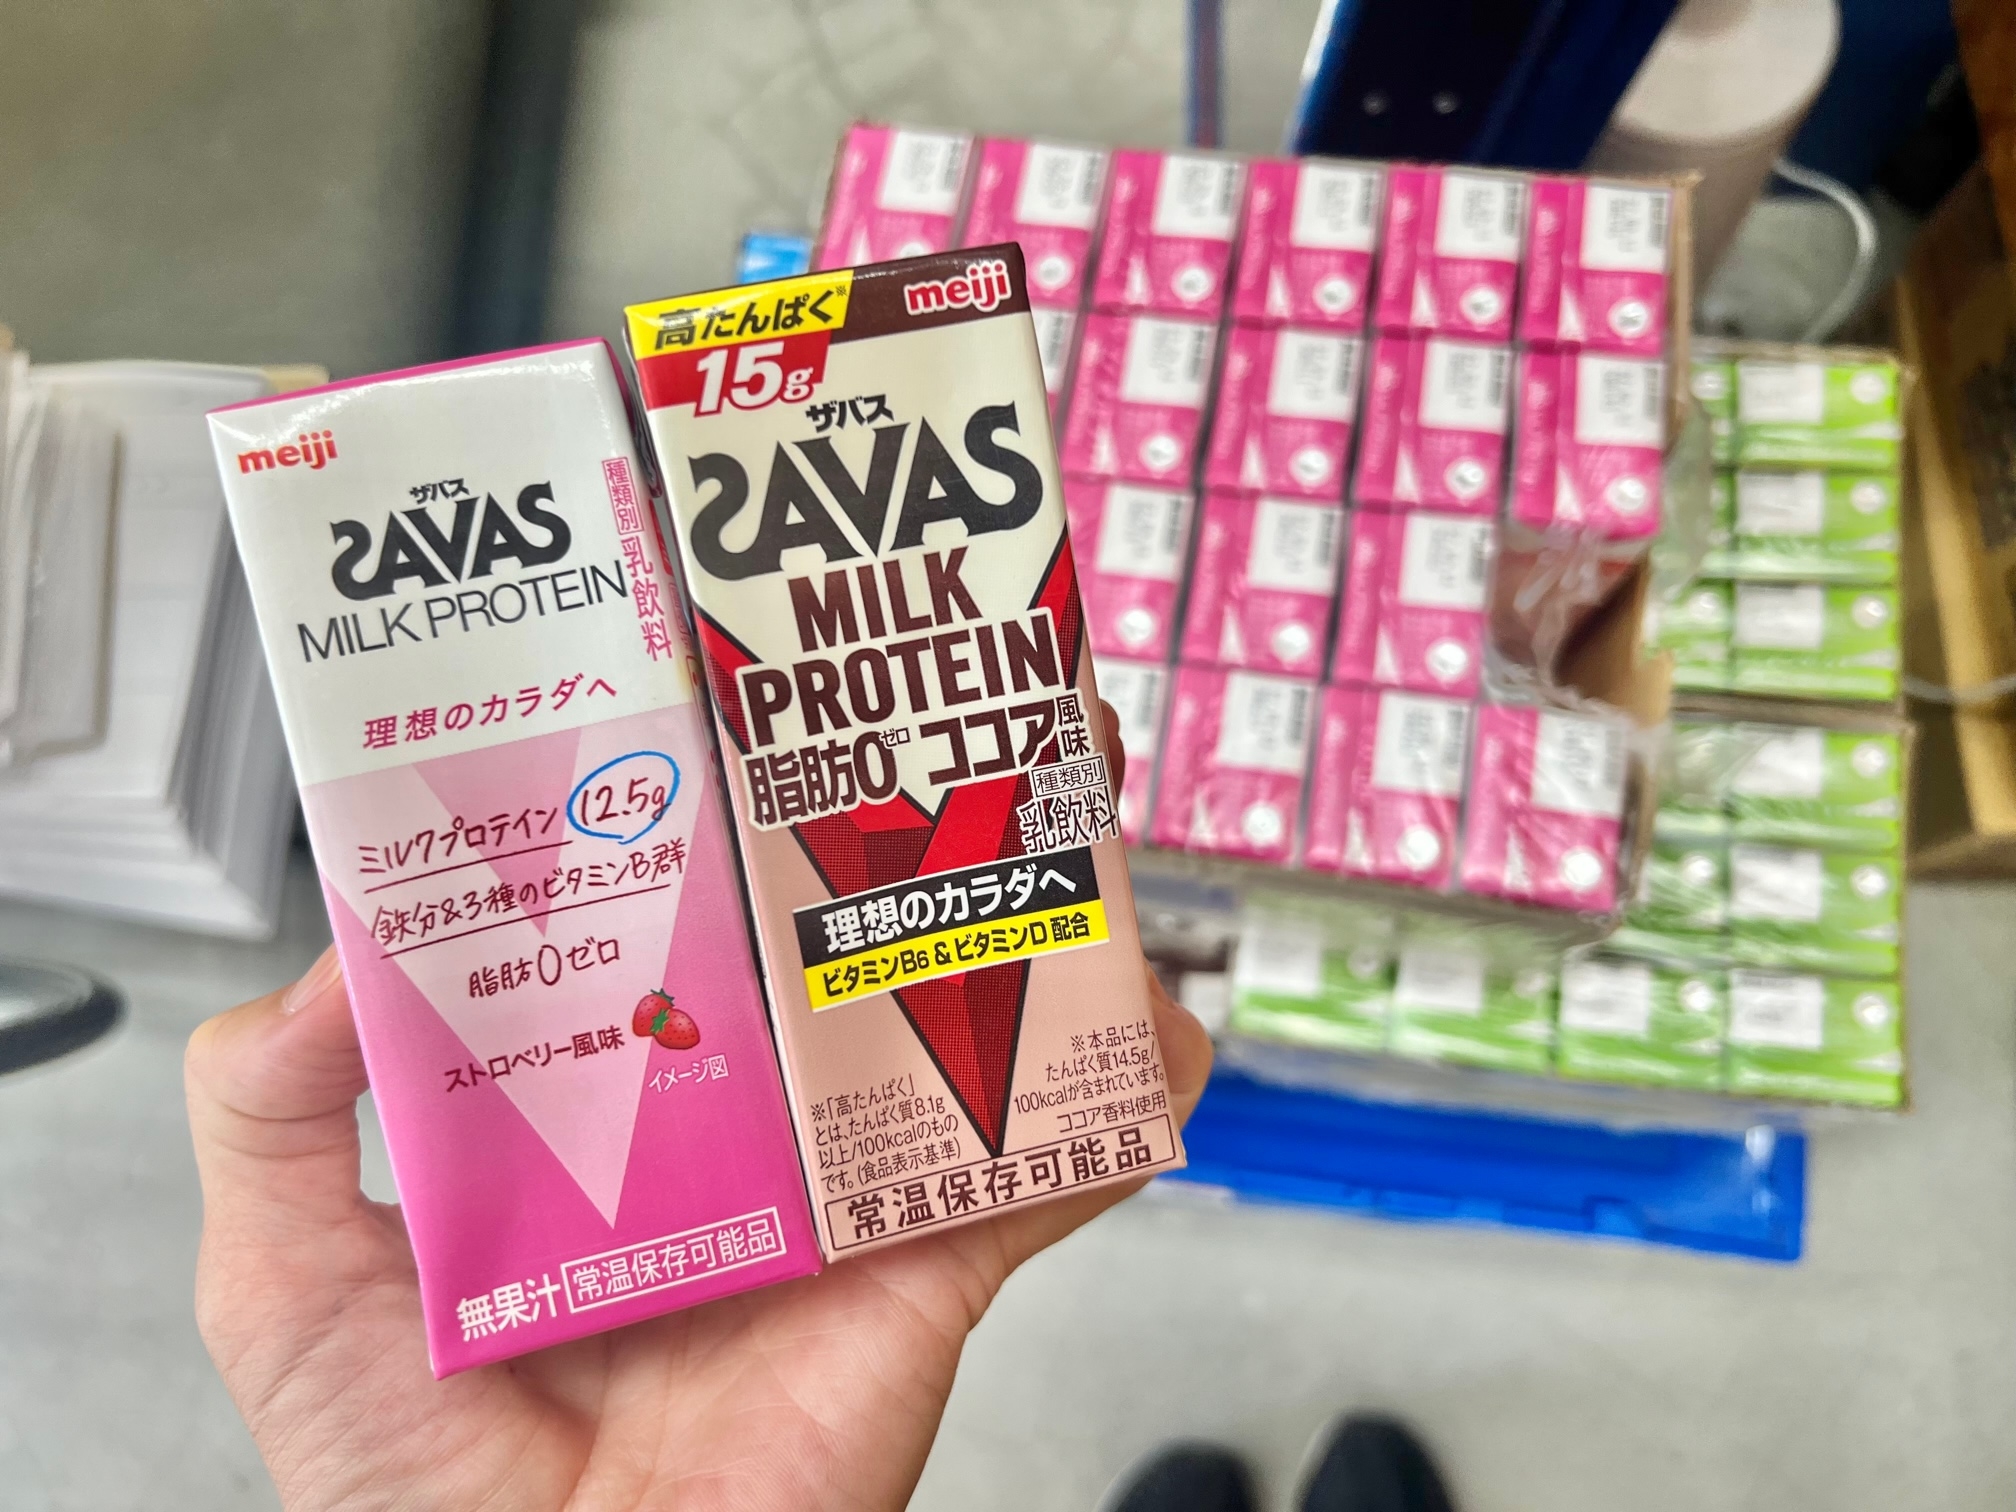 meiji
ザバス
SAVAS
MILK PROTEIN
種類別 乳飲料
理想のカラダへ
ミルクプロテイン 12.5g
鉄分&3種のビタミンB群
脂肪0ゼロ
ストロベリー風味
イメージ図
無果汁 常温保存可能品
高たんぱく※
15g
meiji
ザバス
SAVAS
MILK
PROTEIN
脂肪0ゼロ ココア風味
種類別
乳飲料
理想のカラダへ
ビタミンB6&ビタミンD 配合
※「高たんぱく」
とは、たんぱく質8.1g
以上/100kcalのもの
です。(食品表示基準)
※本品には、
たんぱく質14.5g/
100kcalが含まれています。
ココア香料使用
常温保存可能品